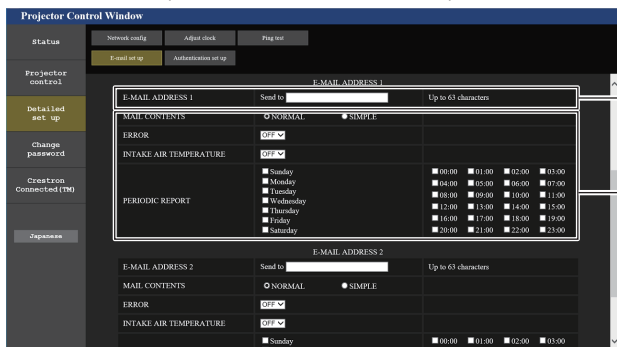 Projector Control Window
Status
Network config Adjust clock Ping test
E-mail set up Authentication set up
Projector
control
Detailed
set up
Change
password
Crestron
Connected(TM)
Japanese
E-MAIL ADDRESS 1
E-MAIL ADDRESS 1 Send to Up to 63 characters
MAIL CONTENTS NORMAL SIMPLE
ERROR OFF
INTAKE AIR TEMPERATURE OFF
PERIODIC REPORT
Sunday 00:00 01:00 02:00 03:00
Monday 04:00 05:00 06:00 07:00
Tuesday 08:00 09:00 10:00 11:00
Wednesday 12:00 13:00 14:00 15:00
Thursday 16:00 17:00 18:00 19:00
Friday 20:00 21:00 22:00 23:00
Saturday
E-MAIL ADDRESS 2
E-MAIL ADDRESS 2 Send to Up to 63 characters
MAIL CONTENTS NORMAL SIMPLE
ERROR OFF
INTAKE AIR TEMPERATURE OFF
Sunday 00:00 01:00 02:00 03:00